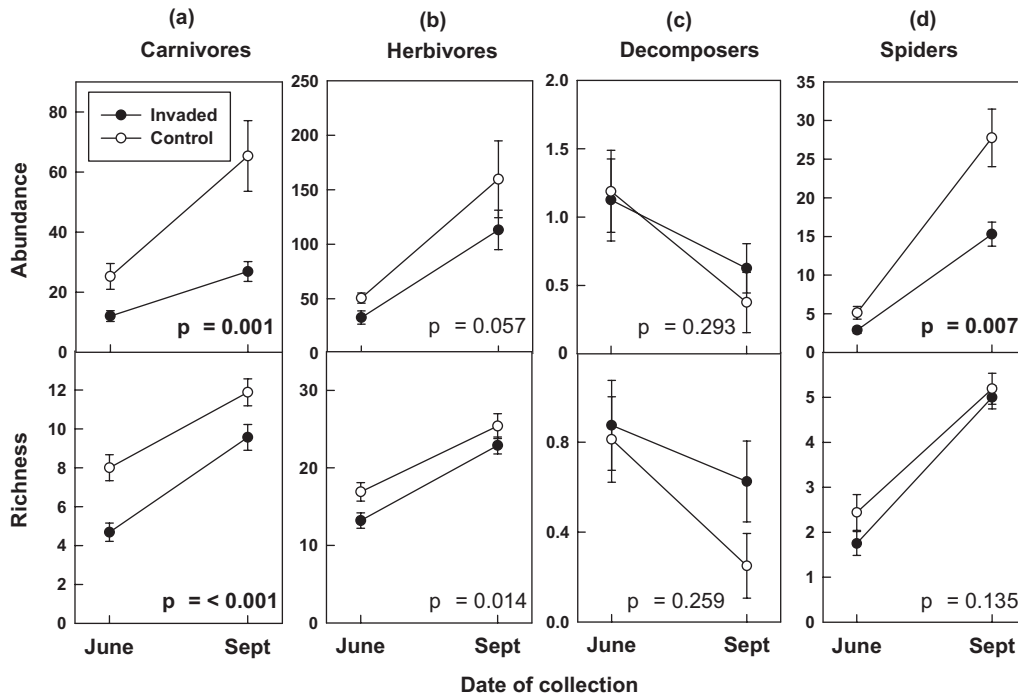 (a) (b) (c) (d)
Carnivores Herbivores Decomposers Spiders
Abundance
80
60
40
20
0
Invaded
Control
p = 0.001
250
200
150
100
50
0
p = 0.057
2.0
1.6
1.2
0.8
0.4
0
p = 0.293
35
30
25
20
15
10
5
0
p = 0.007
Richness
12
10
8
6
4
2
0
p = < 0.001
30
20
10
0
p = 0.014
0.8
0.4
0.0
p = 0.259
5
4
3
2
1
0
p = 0.135
June Sept June Sept June Sept June Sept
Date of collection